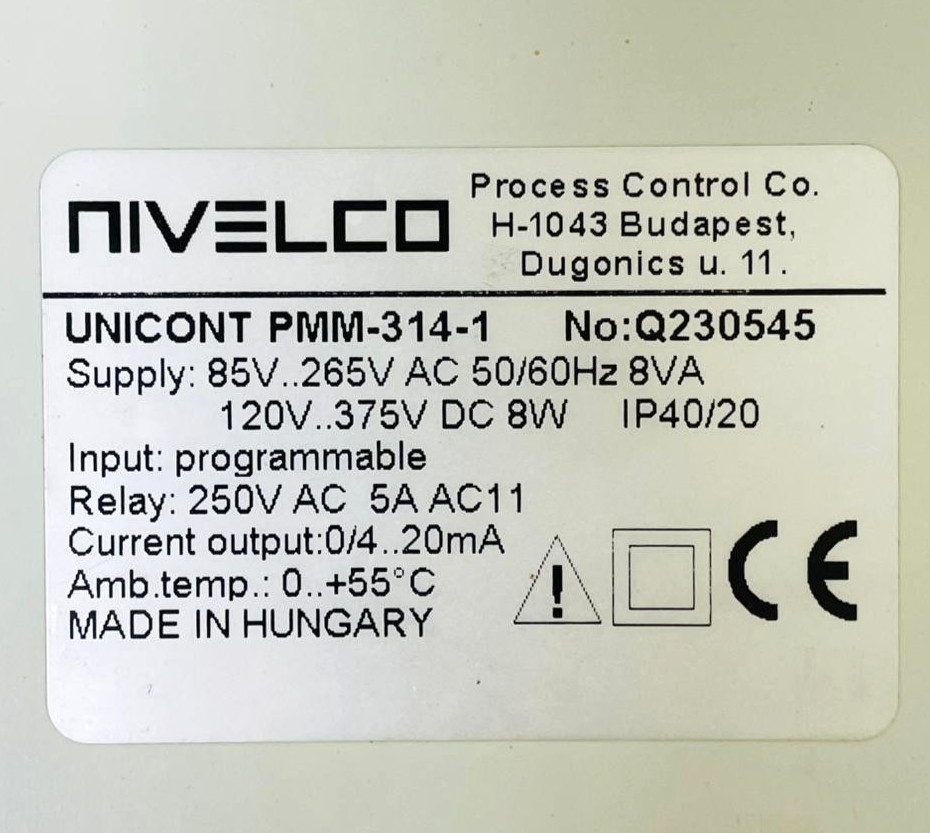 NIVELCO
Process Control Co.
H-1043 Budapest,
Dugonics u. 11.
UNICONT PMM-314-1 No:Q230545
Supply: 85V..265V AC 50/60Hz 8VA
120V..375V DC 8W IP40/20
Input: programmable
Relay: 250V AC 5A AC11
Current output:0/4..20mA
Amb.temp.: 0..+55°C
MADE IN HUNGARY
! CE